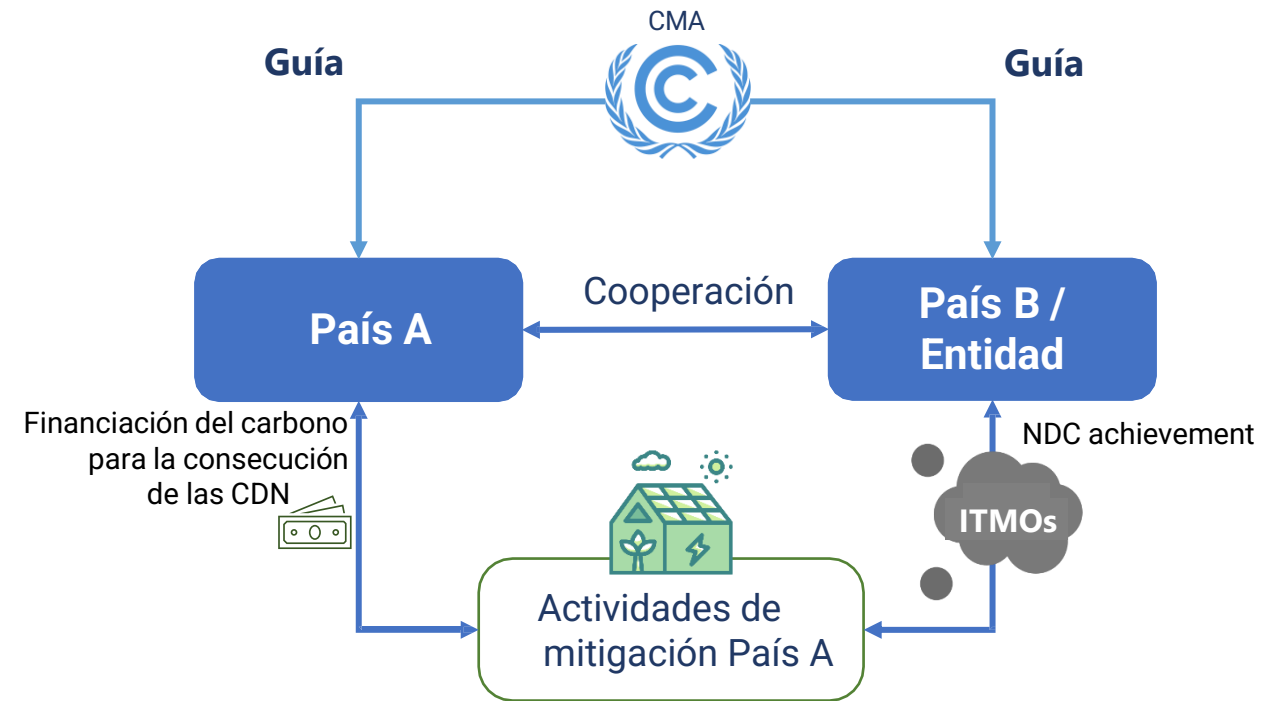 CMA
Guía
Guía
País A
Cooperación
País B /
Entidad
Financiación del carbono
para la consecución
de las CDN
NDC achievement
ITMOs
Actividades de
mitigación País A